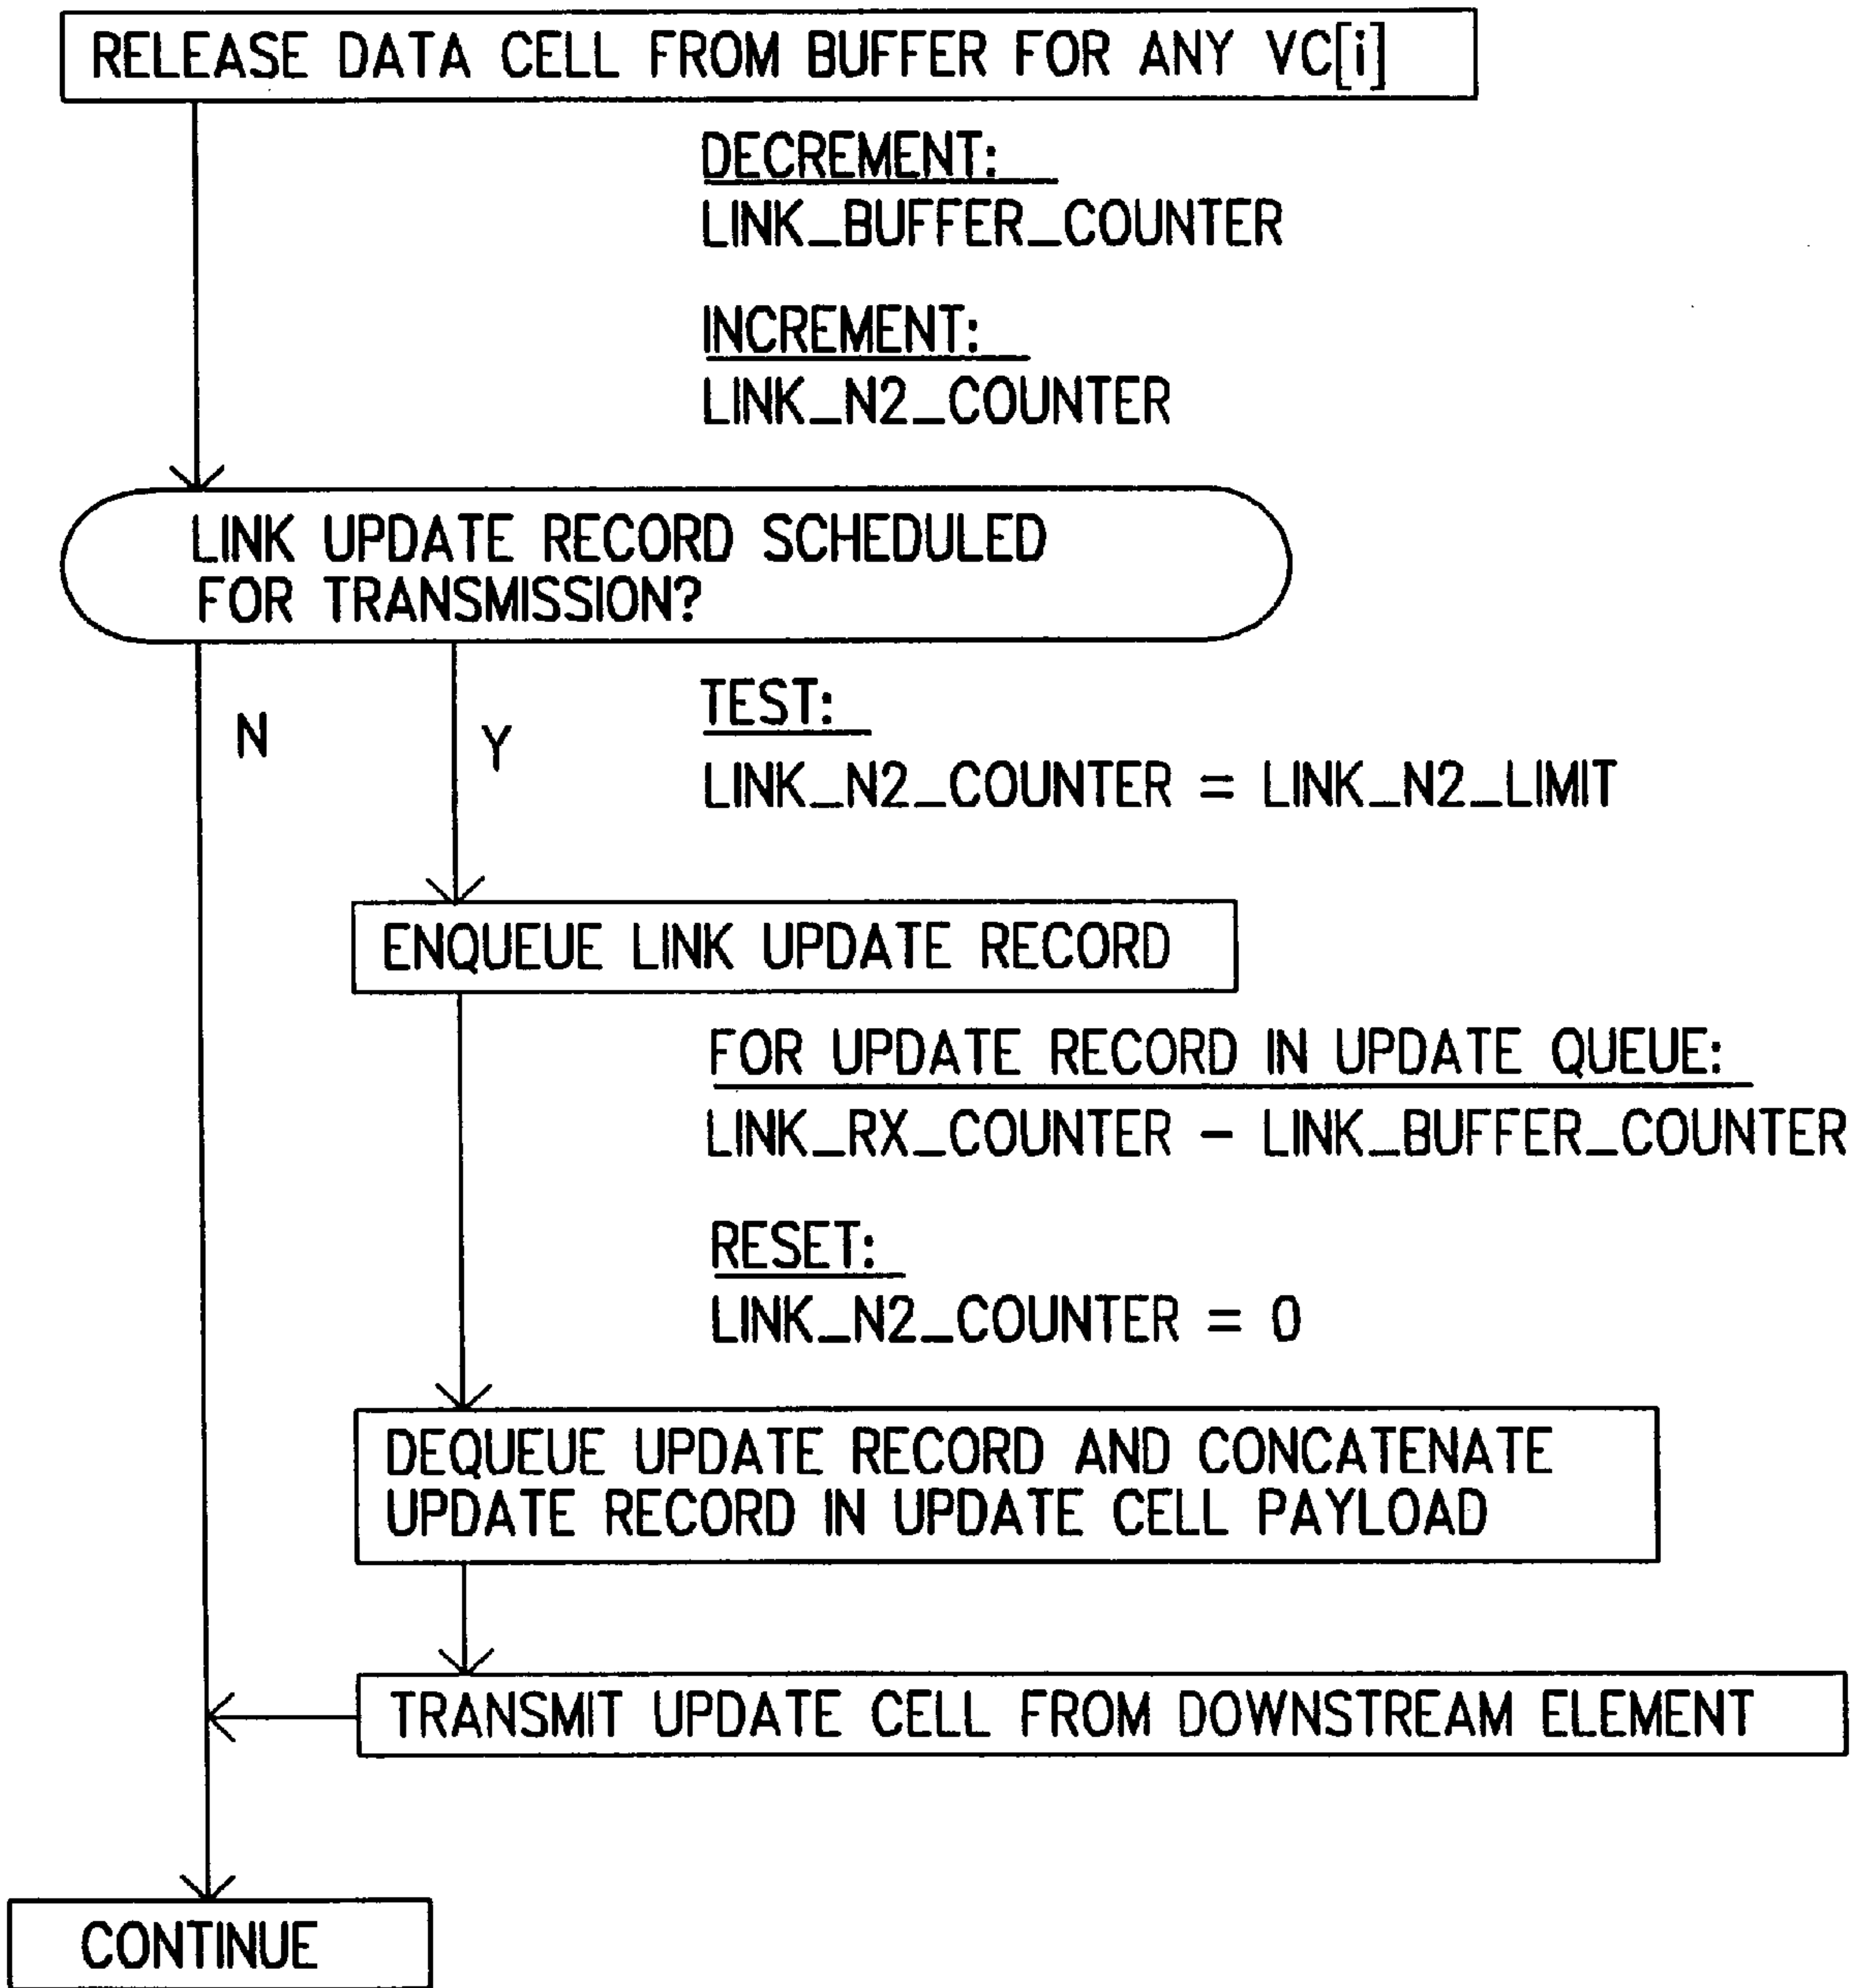 RELEASE DATA CELL FROM BUFFER FOR ANY VC[i]
DECREMENT:
LINK_BUFFER_COUNTER
INCREMENT:
LINK_N2_COUNTER
LINK UPDATE RECORD SCHEDULED
FOR TRANSMISSION?
N
Y
TEST:
LINK_N2_COUNTER = LINK_N2_LIMIT
ENQUEUE LINK UPDATE RECORD
FOR UPDATE RECORD IN UPDATE QUEUE:
LINK_RX_COUNTER – LINK_BUFFER_COUNTER
RESET:
LINK_N2_COUNTER = 0
DEQUEUE UPDATE RECORD AND CONCATENATE
UPDATE RECORD IN UPDATE CELL PAYLOAD
TRANSMIT UPDATE CELL FROM DOWNSTREAM ELEMENT
CONTINUE